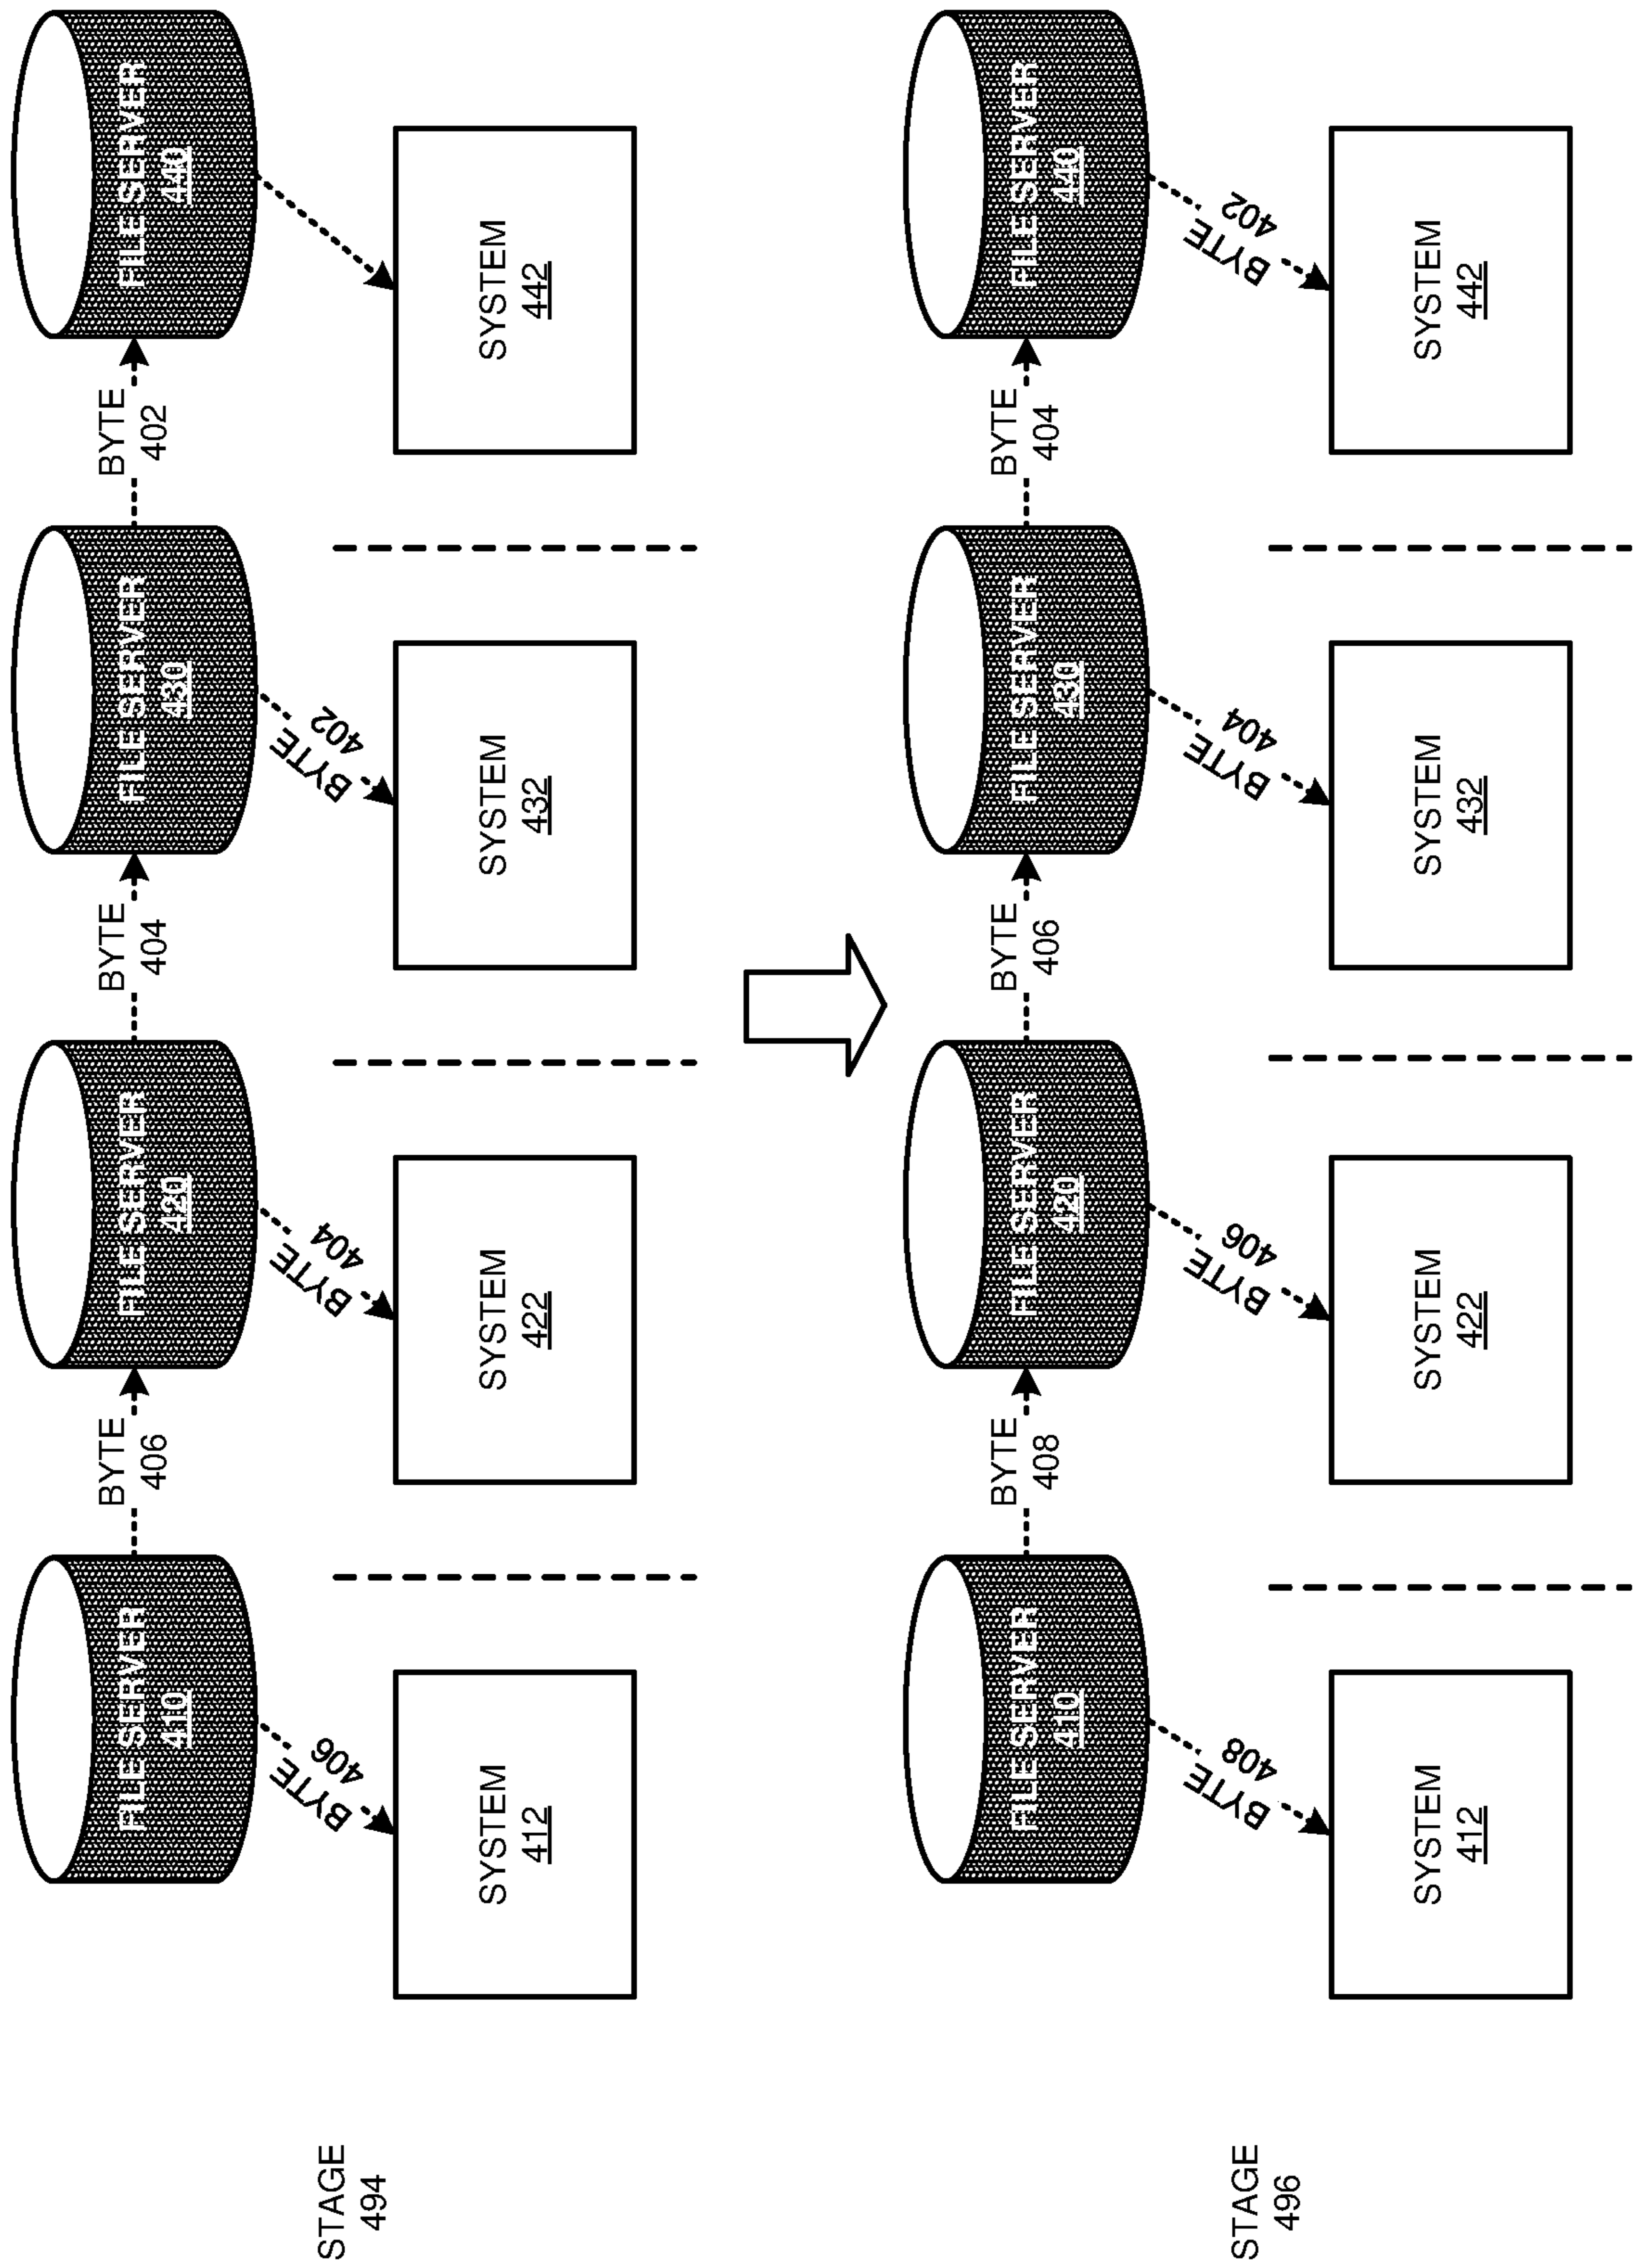 FILE SERVER
410
BYTE
406
FILE SERVER
420
BYTE
404
FILE SERVER
430
BYTE
402
FILE SERVER
440
STAGE
494
BYTE
406
BYTE
404
BYTE
402
SYSTEM
412
SYSTEM
422
SYSTEM
432
SYSTEM
442
FILE SERVER
410
BYTE
408
FILE SERVER
420
BYTE
406
FILE SERVER
430
BYTE
404
FILE SERVER
440
STAGE
496
BYTE
408
BYTE
406
BYTE
404
BYTE
402
SYSTEM
412
SYSTEM
422
SYSTEM
432
SYSTEM
442